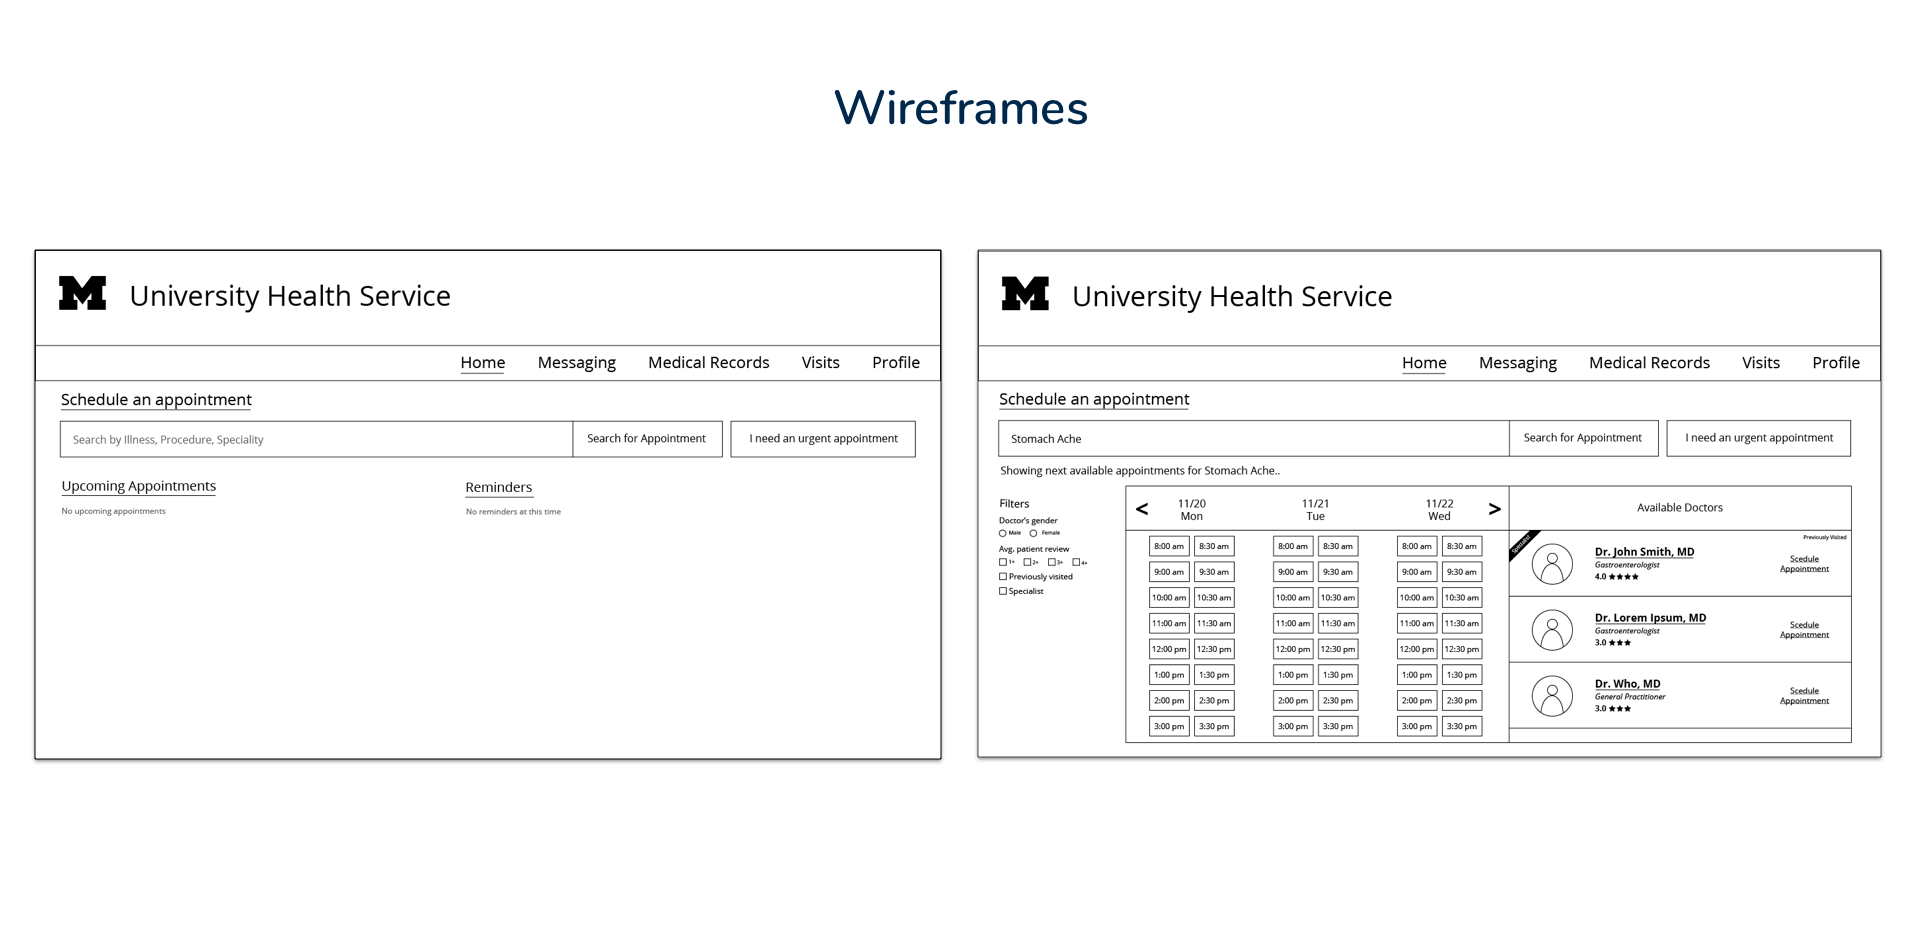 Wireframes
M University Health Service
Home Messaging Medical Records Visits Profile
Schedule an appointment
Search by Illness, Procedure, Speciality Search for Appointment I need an urgent appointment
Upcoming Appointments
No upcoming appointments
Reminders
No reminders at this time
M University Health Service
Home Messaging Medical Records Visits Profile
Schedule an appointment
Stomach Ache Search for Appointment I need an urgent appointment
Showing next available appointments for Stomach Ache..
Filters
Doctor's gender
Male Female
Avg. patient review
1+ 2+ 3+ 4+
Previously visited
Specialist
< 11/20 11/21 11/22 >
Mon Tue Wed
8:00 am 8:30 am 8:00 am 8:30 am 8:00 am 8:30 am
9:00 am 9:30 am 9:00 am 9:30 am 9:00 am 9:30 am
10:00 am 10:30 am 10:00 am 10:30 am 10:00 am 10:30 am
11:00 am 11:30 am 11:00 am 11:30 am 11:00 am 11:30 am
12:00 pm 12:30 pm 12:00 pm 12:30 pm 12:00 pm 12:30 pm
1:00 pm 1:30 pm 1:00 pm 1:30 pm 1:00 pm 1:30 pm
2:00 pm 2:30 pm 2:00 pm 2:30 pm 2:00 pm 2:30 pm
3:00 pm 3:30 pm 3:00 pm 3:30 pm 3:00 pm 3:30 pm
Available Doctors
Specialist
Previously Visited
Dr. John Smith, MD
Gastroenterologist
4.0 ★★★★
Scedule
Appointment
Dr. Lorem Ipsum, MD
Gastroenterologist
3.0 ★★★
Scedule
Appointment
Dr. Who, MD
General Practitioner
3.0 ★★★
Scedule
Appointment